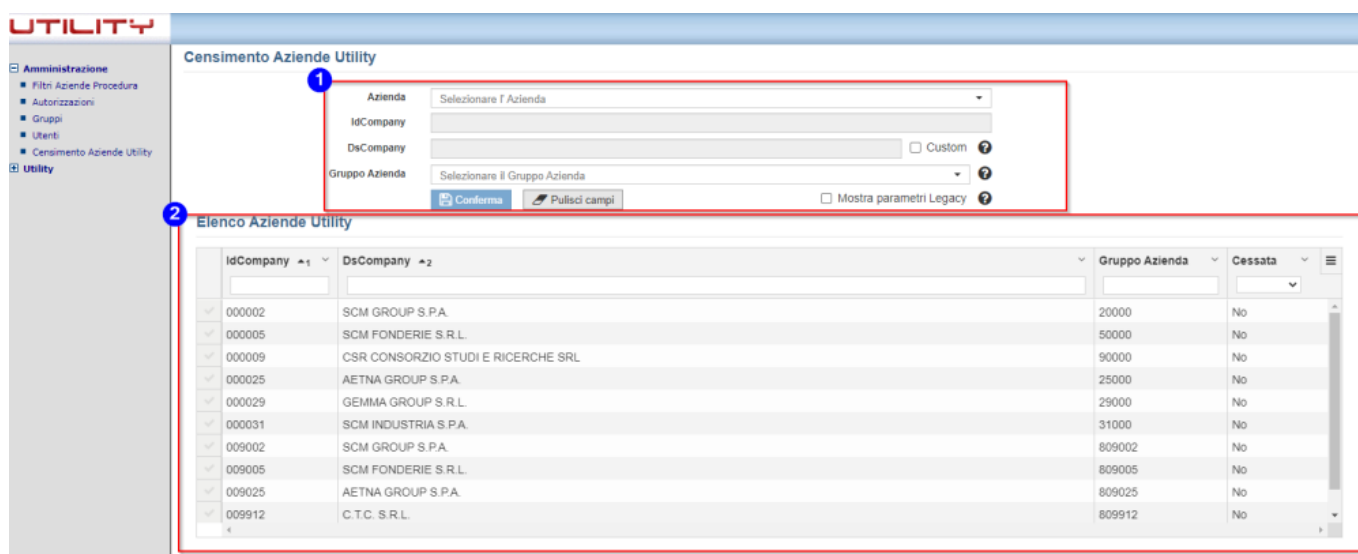 UTILITY
Amministrazione
Filtri Aziende Procedura
Autorizzazioni
Gruppi
Utenti
Censimento Aziende Utility
Utility
Censimento Aziende Utility
1
Azienda Selezionare l' Azienda
IdCompany
DsCompany Custom ?
Gruppo Azienda Selezionare il Gruppo Azienda ?
Conferma Pulisci campi Mostra parametri Legacy ?
2
Elenco Aziende Utility
IdCompany 1 DsCompany 2 Gruppo Azienda Cessata
000002 SCM GROUP S.P.A. 20000 No
000005 SCM FONDERIE S.R.L. 50000 No
000009 CSR CONSORZIO STUDI E RICERCHE SRL 90000 No
000025 AETNA GROUP S.P.A. 25000 No
000029 GEMMA GROUP S.R.L. 29000 No
000031 SCM INDUSTRIA S.P.A. 31000 No
009002 SCM GROUP S.P.A. 809002 No
009005 SCM FONDERIE S.R.L. 809005 No
009025 AETNA GROUP S.P.A. 809025 No
009912 C.T.C. S.R.L. 809912 No